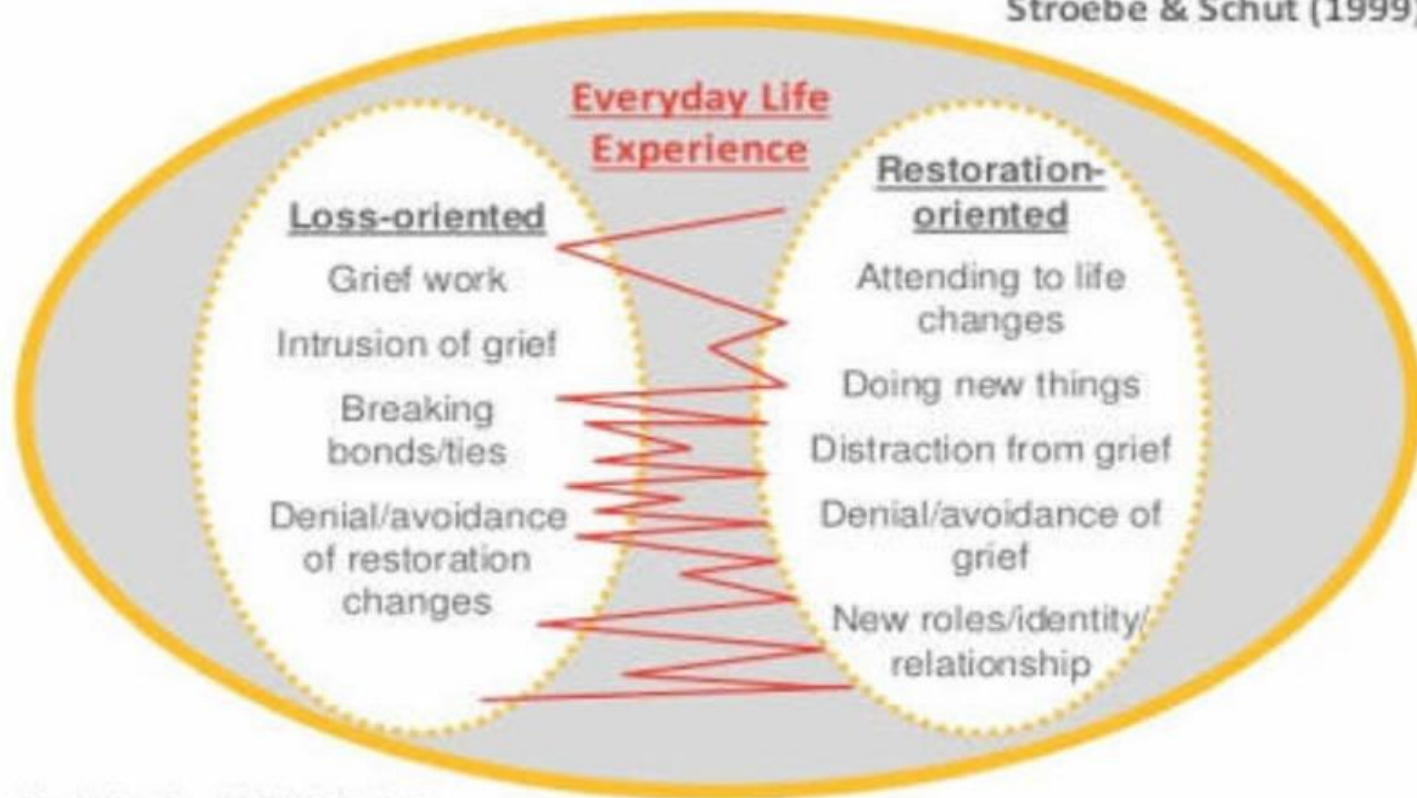 Stroebe & Schut (1999)
Everyday Life
Experience
Loss-oriented
Grief work
Intrusion of grief
Breaking
bonds/ties
Denial/avoidance
of restoration
changes
Restoration-
oriented
Attending to life
changes
Doing new things
Distraction from grief
Denial/avoidance of
grief
New roles/identity/
relationship